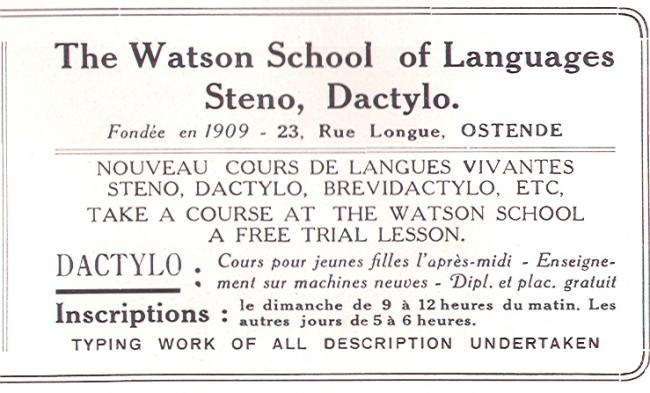 The Watson School of Languages
Steno, Dactylo.
Fondée en 1909 - 23, Rue Longue, OSTENDE
NOUVEAU COURS DE LANGUES VIVANTES
STENO, DACTYLO, BREVIDACTYLO, ETC,
TAKE A COURSE AT THE WATSON SCHOOL
A FREE TRIAL LESSON.
DACTYLO : Cours pour jeunes filles l'après-midi - Enseigne-
ment sur machines neuves - Dipl. et plac. gratuit
Inscriptions : le dimanche de 9 à 12 heures du matin. Les
autres jours de 5 à 6 heures.
TYPING WORK OF ALL DESCRIPTION UNDERTAKEN